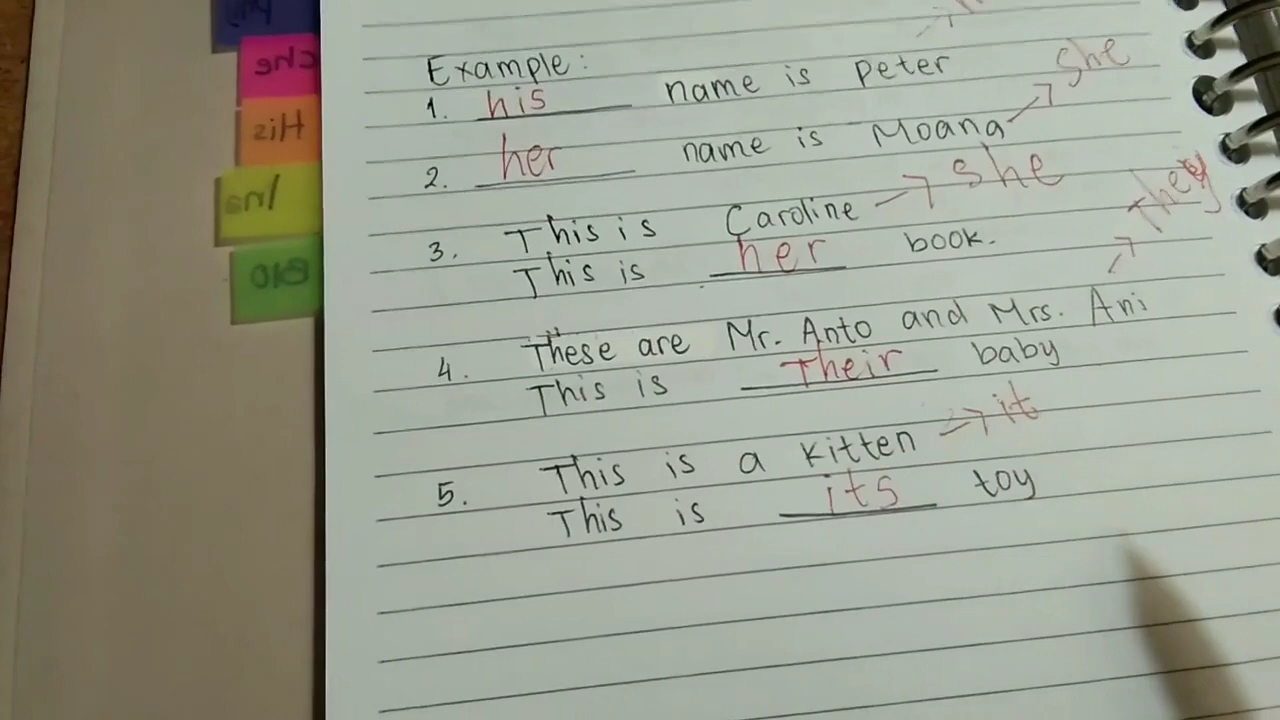 Example:
1. his name is peter
2. her name is Moana → she
3. This is Caroline → she
This is her book.
4. These are Mr. Anto and Mrs. Ani → They
This is Their baby
5. This is a kitten → it
This is its toy